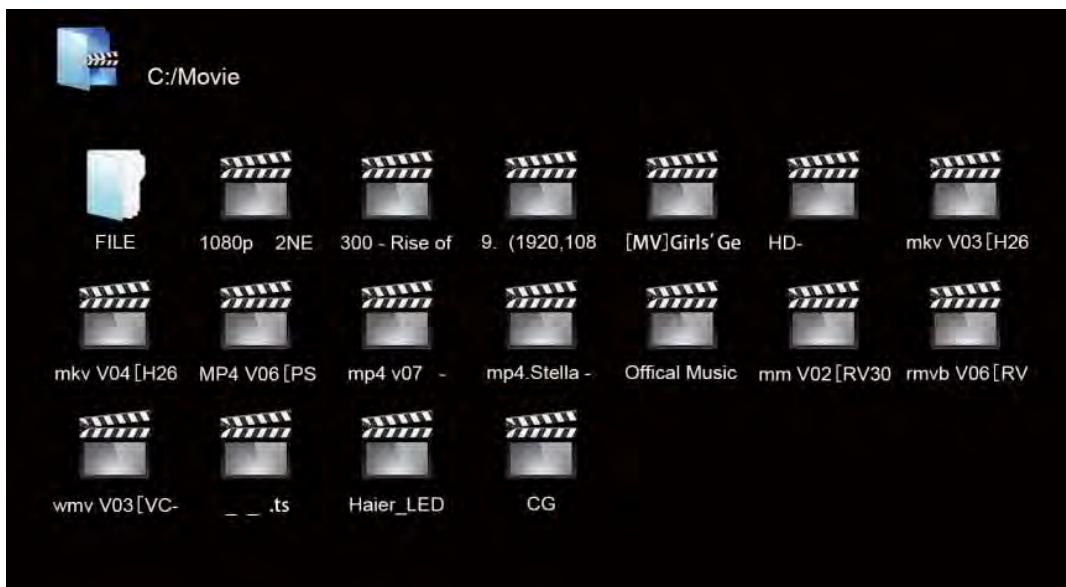 C:/Movie
FILE 1080p 2NE 300 - Rise of 9. (1920,108 [MV]Girls' Ge HD- mkv V03[H26
mkv V04[H26 MP4 V06[PS mp4 v07 - mp4.Stella - Offical Music mm V02[RV30 rmvb V06[RV
wmv V03[VC- _ _ .ts Haier_LED CG